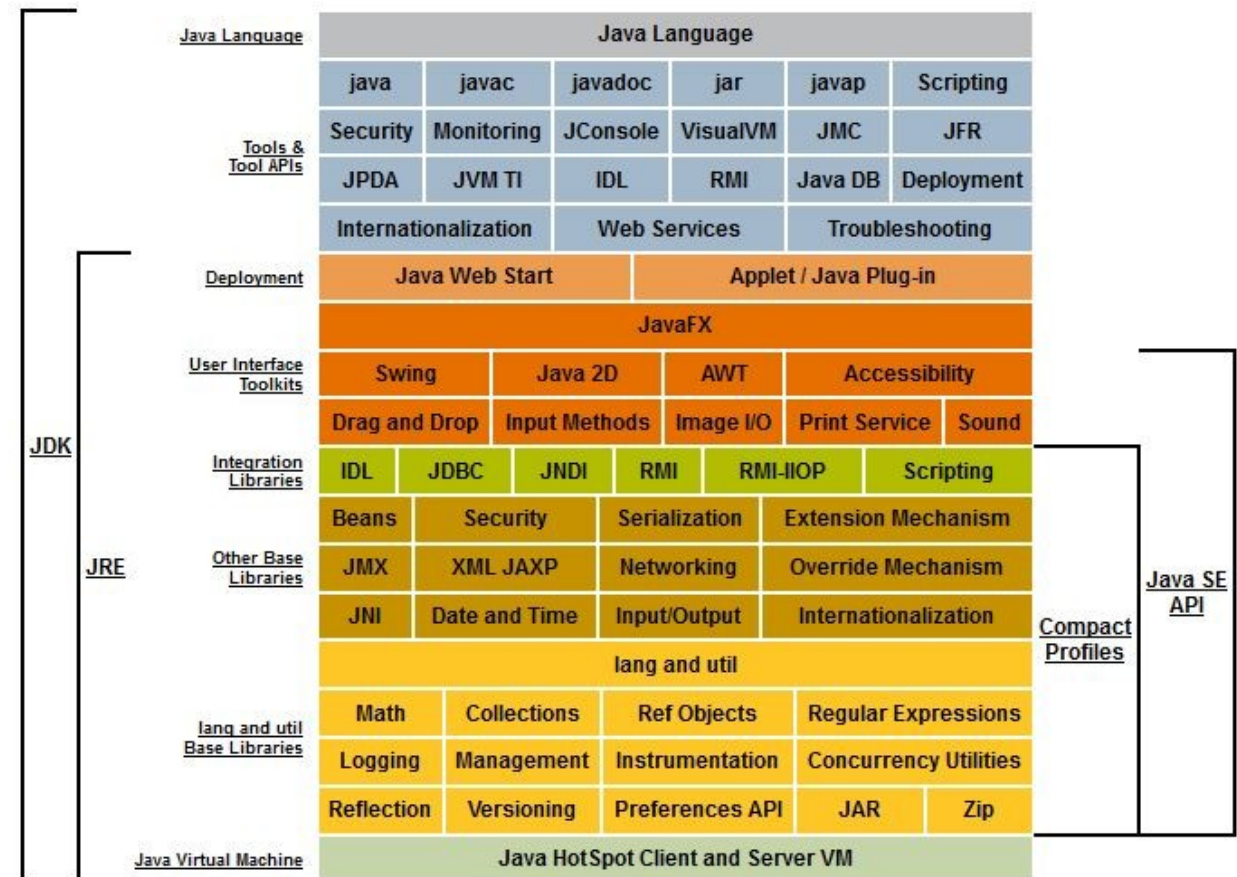 Java Language
Java Language
java javac javadoc jar javap Scripting
Security Monitoring JConsole VisualVM JMC JFR
Tools &
Tool APIs
JPDA JVM TI IDL RMI Java DB Deployment
Internationalization Web Services Troubleshooting
Deployment
Java Web Start Applet / Java Plug-in
JavaFX
User Interface
Toolkits
Swing Java 2D AWT Accessibility
Drag and Drop Input Methods Image I/O Print Service Sound
JDK
Integration
Libraries
IDL JDBC JNDI RMI RMI-IIOP Scripting
Beans Security Serialization Extension Mechanism
JRE
Other Base
Libraries
JMX XML JAXP Networking Override Mechanism
Java SE
API
JNI Date and Time Input/Output Internationalization
Compact
Profiles
lang and util
lang and util
Base Libraries
Math Collections Ref Objects Regular Expressions
Logging Management Instrumentation Concurrency Utilities
Reflection Versioning Preferences API JAR Zip
Java Virtual Machine
Java HotSpot Client and Server VM